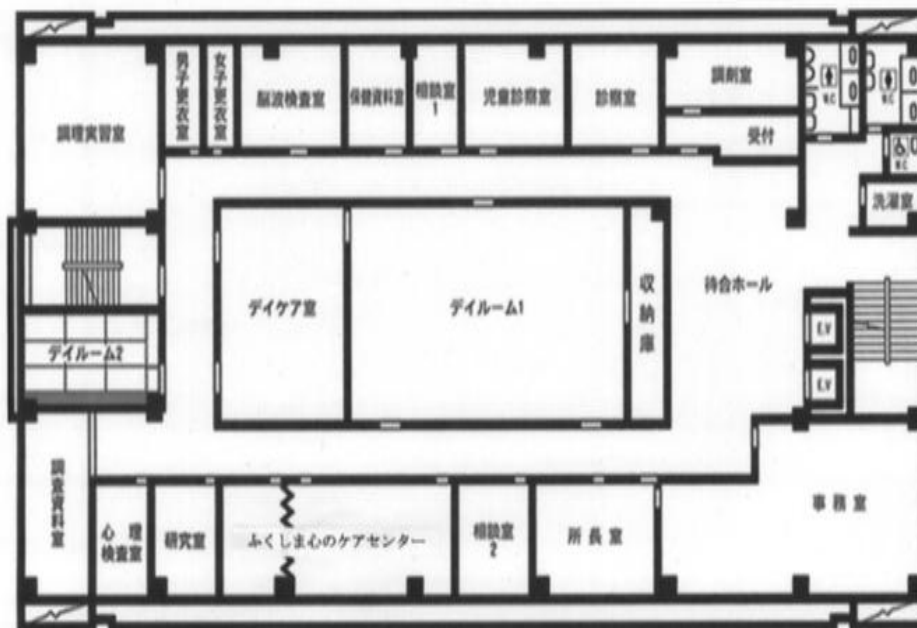 調理実習室
男子更衣室
女子更衣室
脳波検査室
保健資料室
相談室
1
児童診察室
診察室
調剤室
受付
W.C
W.C
W.C
洗濯室
デイケア室
デイルーム1
収納庫
待合ホール
E.V
E.V
デイルーム2
調査資料室
心理
検査室
研究室
ふくしま心のケアセンター
相談室
2
所長室
事務室